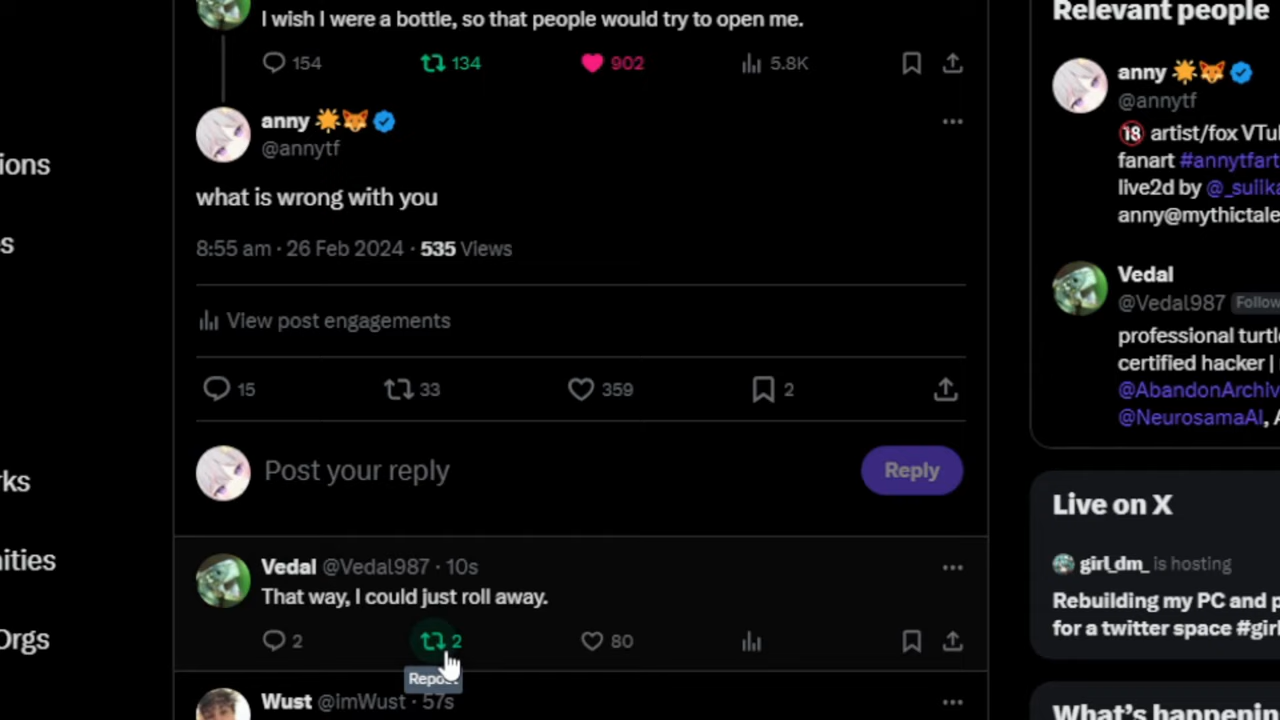 I wish I were a bottle, so that people would try to open me.
154 134 902 5.8K
anny
@annytf
what is wrong with you
8:55 am · 26 Feb 2024 · 535 Views
View post engagements
15 33 359 2
Post your reply Reply
Vedal @Vedal987 · 10s
That way, I could just roll away.
2 2 80
Wust @imWust · 57s
ions
s
rks
ities
Orgs
Relevant people
anny
@annytf
🔞 artist/fox VTu
fanart #annytfart
live2d by @_suiika
anny@mythictale
Vedal
@Vedal987 Follow
professional turtl
certified hacker |
@AbandonArchiv
@NeurosamaAI, A
Live on X
girl_dm_ is hosting
Rebuilding my PC and p
for a twitter space #girl
What's happenin